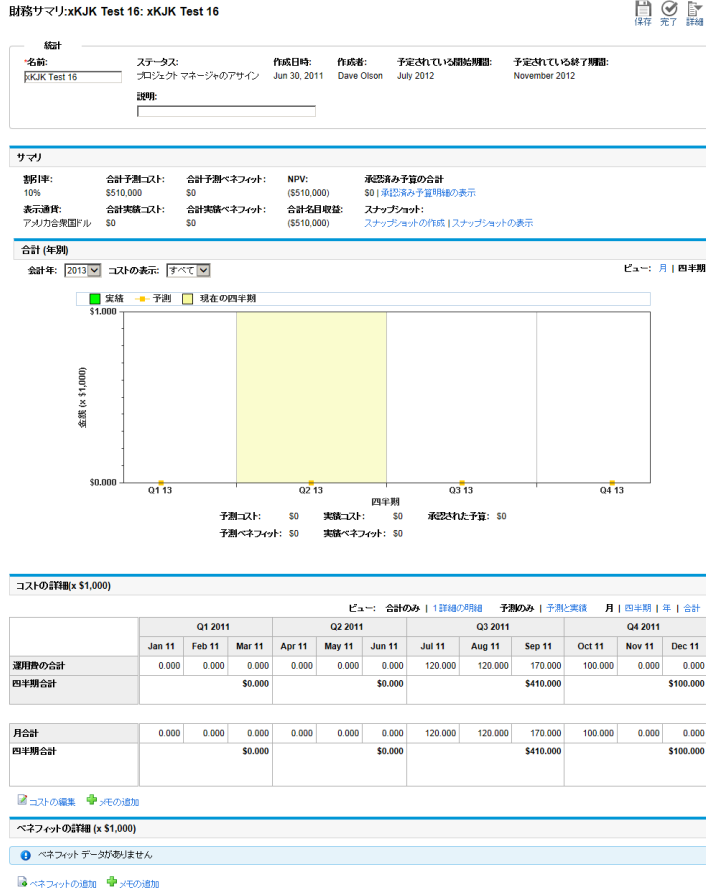 財務サマリ:xKJK Test 16: xKJK Test 16
保存 完了 詳細
統計
*名前: ステータス: 作成日時: 作成者: 予定されている開始期間: 予定されている終了期間:
xKJK Test 16 プロジェクト マネージャのアサイン Jun 30, 2011 Dave Olson July 2012 November 2012
説明:
サマリ
割引率: 合計予測コスト: 合計予測ベネフィット: NPV: 承認済み予算の合計
10% $510,000 $0 ($510,000) $0 | 承認済み予算明細の表示
表示通貨: 合計実績コスト: 合計実績ベネフィット: 合計名目収益: スナップショット:
アメリカ合衆国ドル $0 $0 ($510,000) スナップショットの作成 | スナップショットの表示
合計 (年別)
会計年: 2013 コストの表示: すべて ビュー: 月 | 四半期
実績 予測 現在の四半期
$1.000
金額 (x $1,000)
$0.000
Q1 13 Q2 13 Q3 13 Q4 13
四半期
予測コスト: $0 実績コスト: $0 承認された予算: $0
予測ベネフィット: $0 実績ベネフィット: $0
コストの詳細(x $1,000)
ビュー: 合計のみ | 1詳細の明細 予測のみ | 予測と実績 月 | 四半期 | 年 | 合計
Q1 2011 Q2 2011 Q3 2011 Q4 2011
Jan 11 Feb 11 Mar 11 Apr 11 May 11 Jun 11 Jul 11 Aug 11 Sep 11 Oct 11 Nov 11 Dec 11
運用費の合計 0.000 0.000 0.000 0.000 0.000 0.000 120.000 120.000 170.000 100.000 0.000 0.000
四半期合計 $0.000 $0.000 $410.000 $100.000
月合計 0.000 0.000 0.000 0.000 0.000 0.000 120.000 120.000 170.000 100.000 0.000 0.000
四半期合計 $0.000 $0.000 $410.000 $100.000
コストの編集 メモの追加
ベネフィットの詳細 (x $1,000)
ベネフィット データがありません
ベネフィットの追加 メモの追加